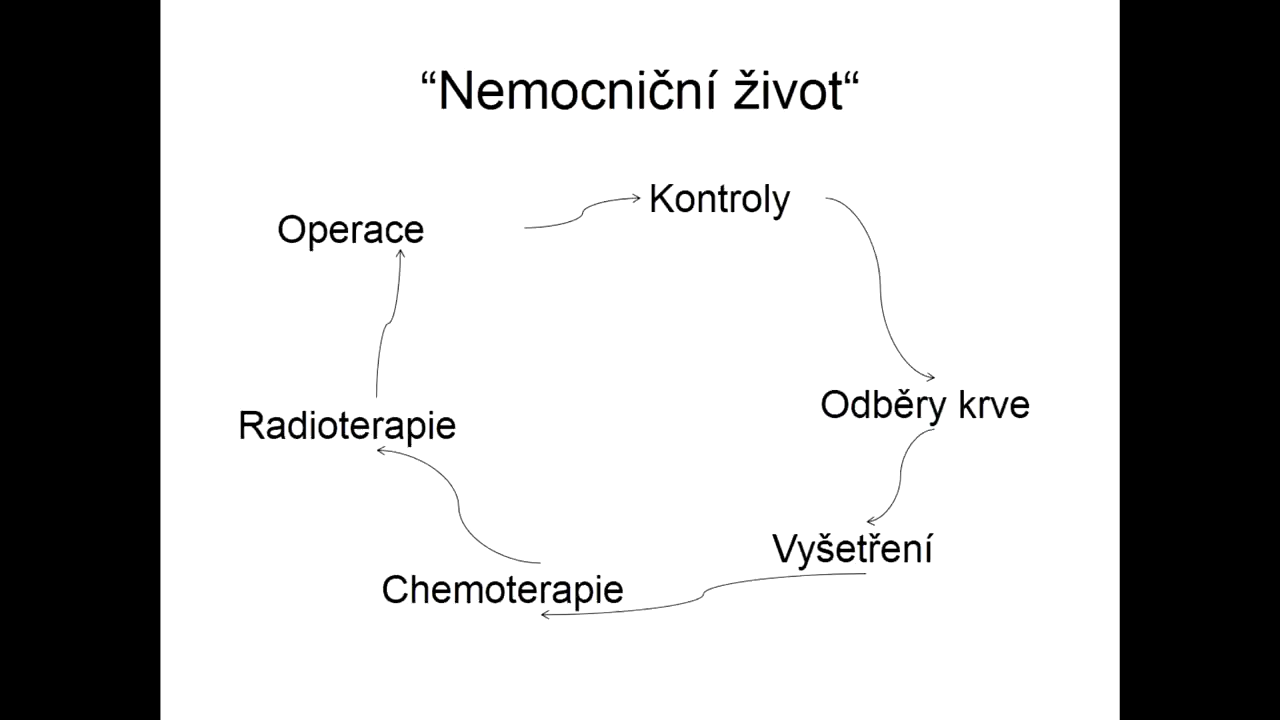 “Nemocniční život“
Kontroly
Operace
Odběry krve
Radioterapie
Vyšetření
Chemoterapie